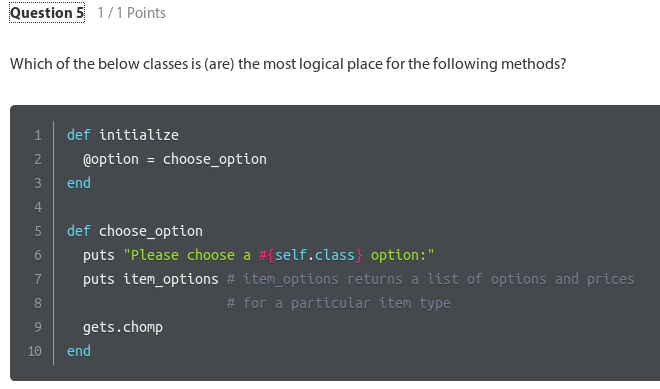 Question 5 1 / 1 Points
Which of the below classes is (are) the most logical place for the following methods?
1 def initialize
2 @option = choose_option
3 end
4
5 def choose_option
6 puts "Please choose a #{self.class} option:"
7 puts item_options # item_options returns a list of options and prices
8 # for a particular item type
9 gets.chomp
10 end